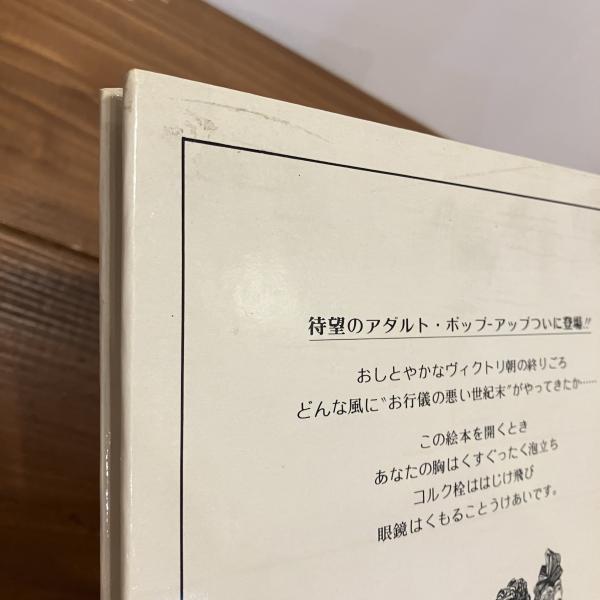 待望のアダルト・ポップ-アップついに登場!!
おしとやかなヴィクトリ朝の終りごろ
どんな風に"お行儀の悪い世紀末"がやってきたか……
この絵本を開くとき
あなたの胸はくすぐったく泡立ち
コルク栓ははじけ飛び
眼鏡はくもることうけあいです。